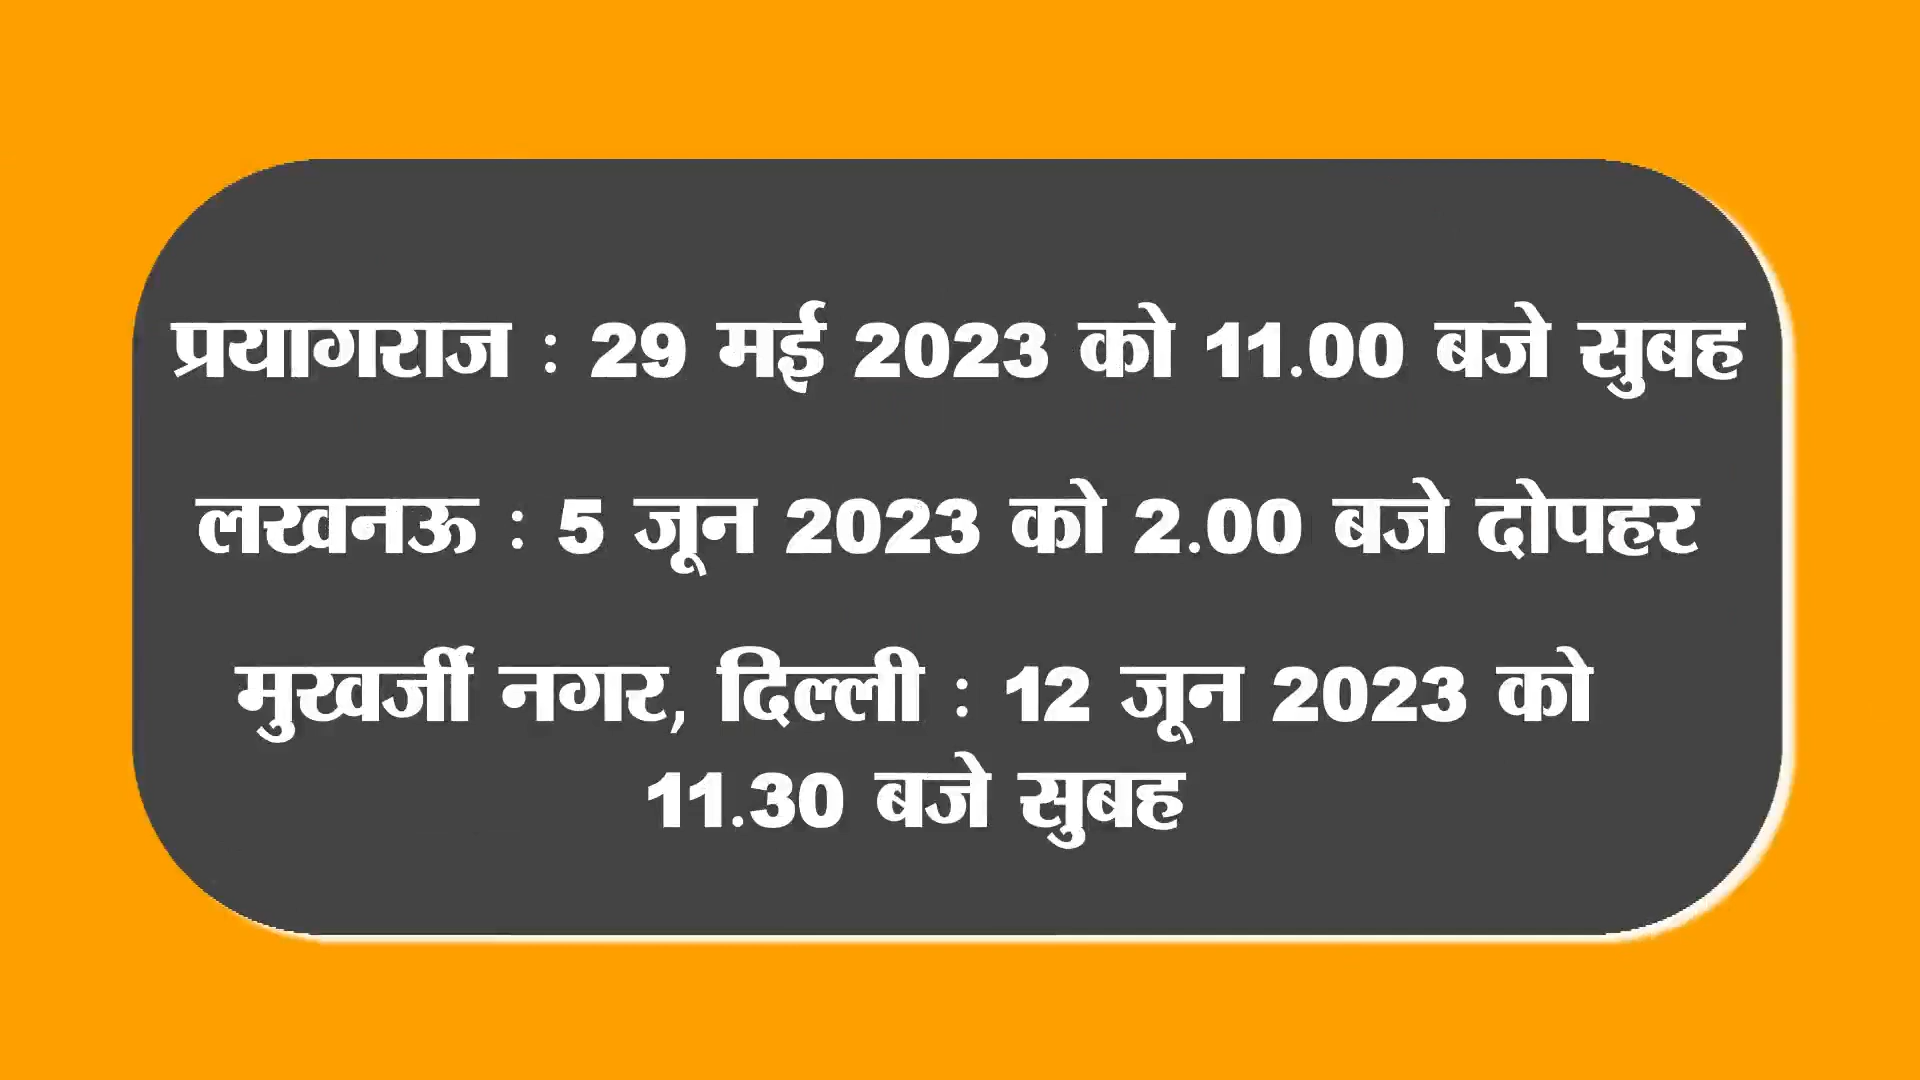 प्रयागराज : 29 मई 2023 को 11.00 बजे सुबह
लखनऊ : 5 जून 2023 को 2.00 बजे दोपहर
मुखर्जी नगर, दिल्ली : 12 जून 2023 को
11.30 बजे सुबह